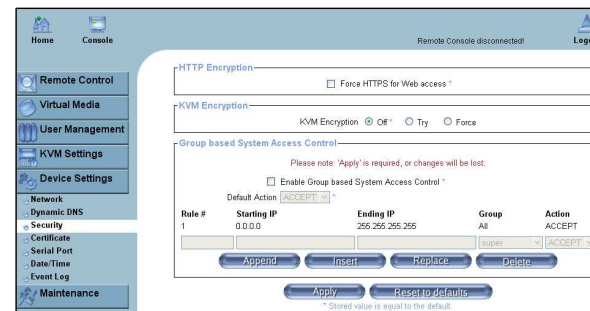 Home Console
Remote Console disconnected!
Remote Control
Virtual Media
User Management
KVM Settings
Device Settings
Network
Dynamic DNS
Security
Certificate
Serial Port
Date/Time
Event Log
Maintenance
HTTP Encryption
Force HTTPS for Web access *
KVM Encryption
KVM Encryption Off * Try Force
Group based System Access Control
Please note: 'Apply' is required, or changes will be lost.
Enable Group based System Access Control *
Default Action ACCEPT *
Rule # Starting IP Ending IP Group Action
1 0.0.0.0 255.255.255.255 All ACCEPT
super ACCEPT
Append Insert Replace Delete
Apply Reset to defaults
* Stored value is equal to the default.